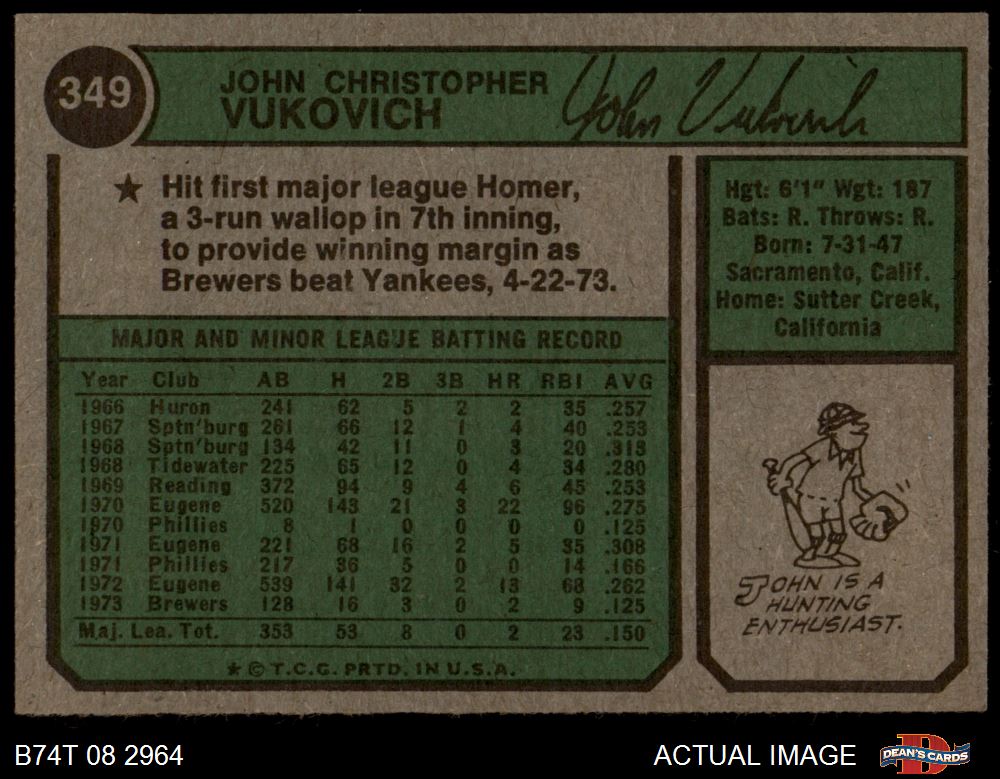 349
JOHN CHRISTOPHER
VUKOVICH
John Vukovich
★ Hit first major league Homer,
a 3-run wallop in 7th inning,
to provide winning margin as
Brewers beat Yankees, 4-22-73.
Hgt: 6'1" Wgt: 187
Bats: R. Throws: R.
Born: 7-31-47
Sacramento, Calif.
Home: Sutter Creek,
California
MAJOR AND MINOR LEAGUE BATTING RECORD
Year Club AB H 2B 3B HR RBI AVG
1966 Huron 241 62 5 2 2 35 .257
1967 Sptn'burg 261 66 12 1 4 40 .253
1968 Sptn'burg 134 42 11 0 3 20 .313
1968 Tidewater 225 65 12 0 4 34 .280
1969 Reading 372 94 9 4 6 45 .253
1970 Eugene 520 143 21 3 22 96 .275
1970 Phillies 8 1 0 0 0 0 .125
1971 Eugene 221 68 16 2 5 35 .308
1971 Phillies 217 36 5 0 0 14 .166
1972 Eugene 539 141 32 2 13 68 .262
1973 Brewers 128 16 3 0 2 9 .125
Maj. Lea. Tot. 353 53 8 0 2 23 .150
★ © T.C.G. PRTD. IN U.S.A.
JOHN IS A
HUNTING
ENTHUSIAST.
B74T 08 2964
ACTUAL IMAGE
DEAN'S CARDS